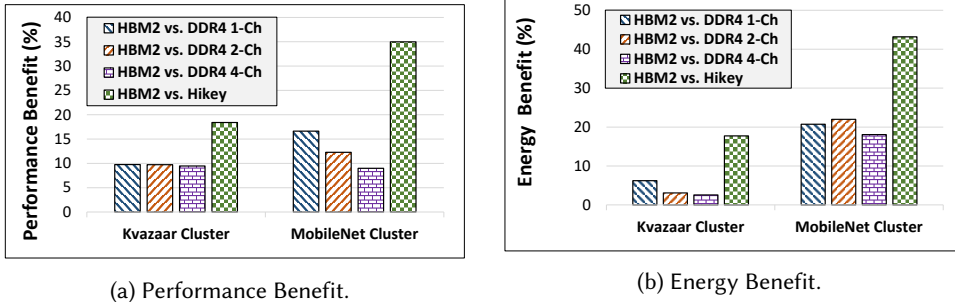 Performance Benefit (%)
40
35
30
25
20
15
10
5
0
HBM2 vs. DDR4 1-Ch
HBM2 vs. DDR4 2-Ch
HBM2 vs. DDR4 4-Ch
HBM2 vs. Hikey
Kvazaar Cluster
MobileNet Cluster
(a) Performance Benefit.
Energy Benefit (%)
50
40
30
20
10
0
HBM2 vs. DDR4 1-Ch
HBM2 vs. DDR4 2-Ch
HBM2 vs. DDR4 4-Ch
HBM2 vs. Hikey
Kvazaar Cluster
MobileNet Cluster
(b) Energy Benefit.